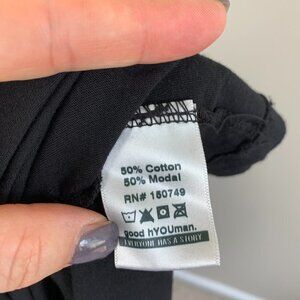 50% Cotton
50% Modal
RN# 150749
good hYOUman.
EVERYONE HAS A STORY